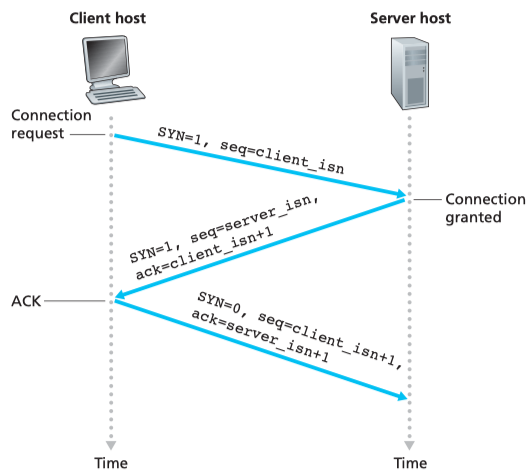 Client host
Server host
Connection
request
SYN=1, seq=client_isn
Connection
granted
SYN=1, seq=server_isn,
ack=client_isn+1
ACK
SYN=0, seq=client_isn+1,
ack=server_isn+1
Time
Time